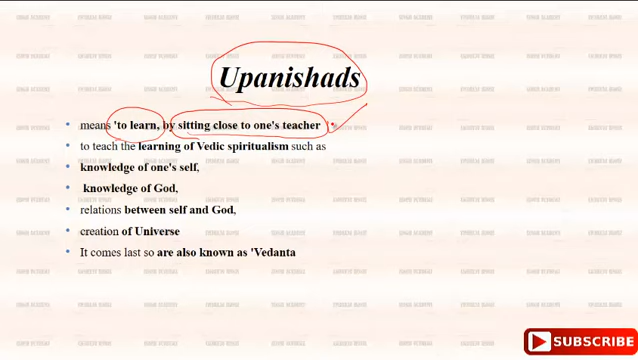 Upanishads
means 'to learn, by sitting close to one's teacher
to teach the learning of Vedic spiritualism such as
knowledge of one's self,
knowledge of God,
relations between self and God,
creation of Universe
It comes last so are also known as 'Vedanta
SUBSCRIBE